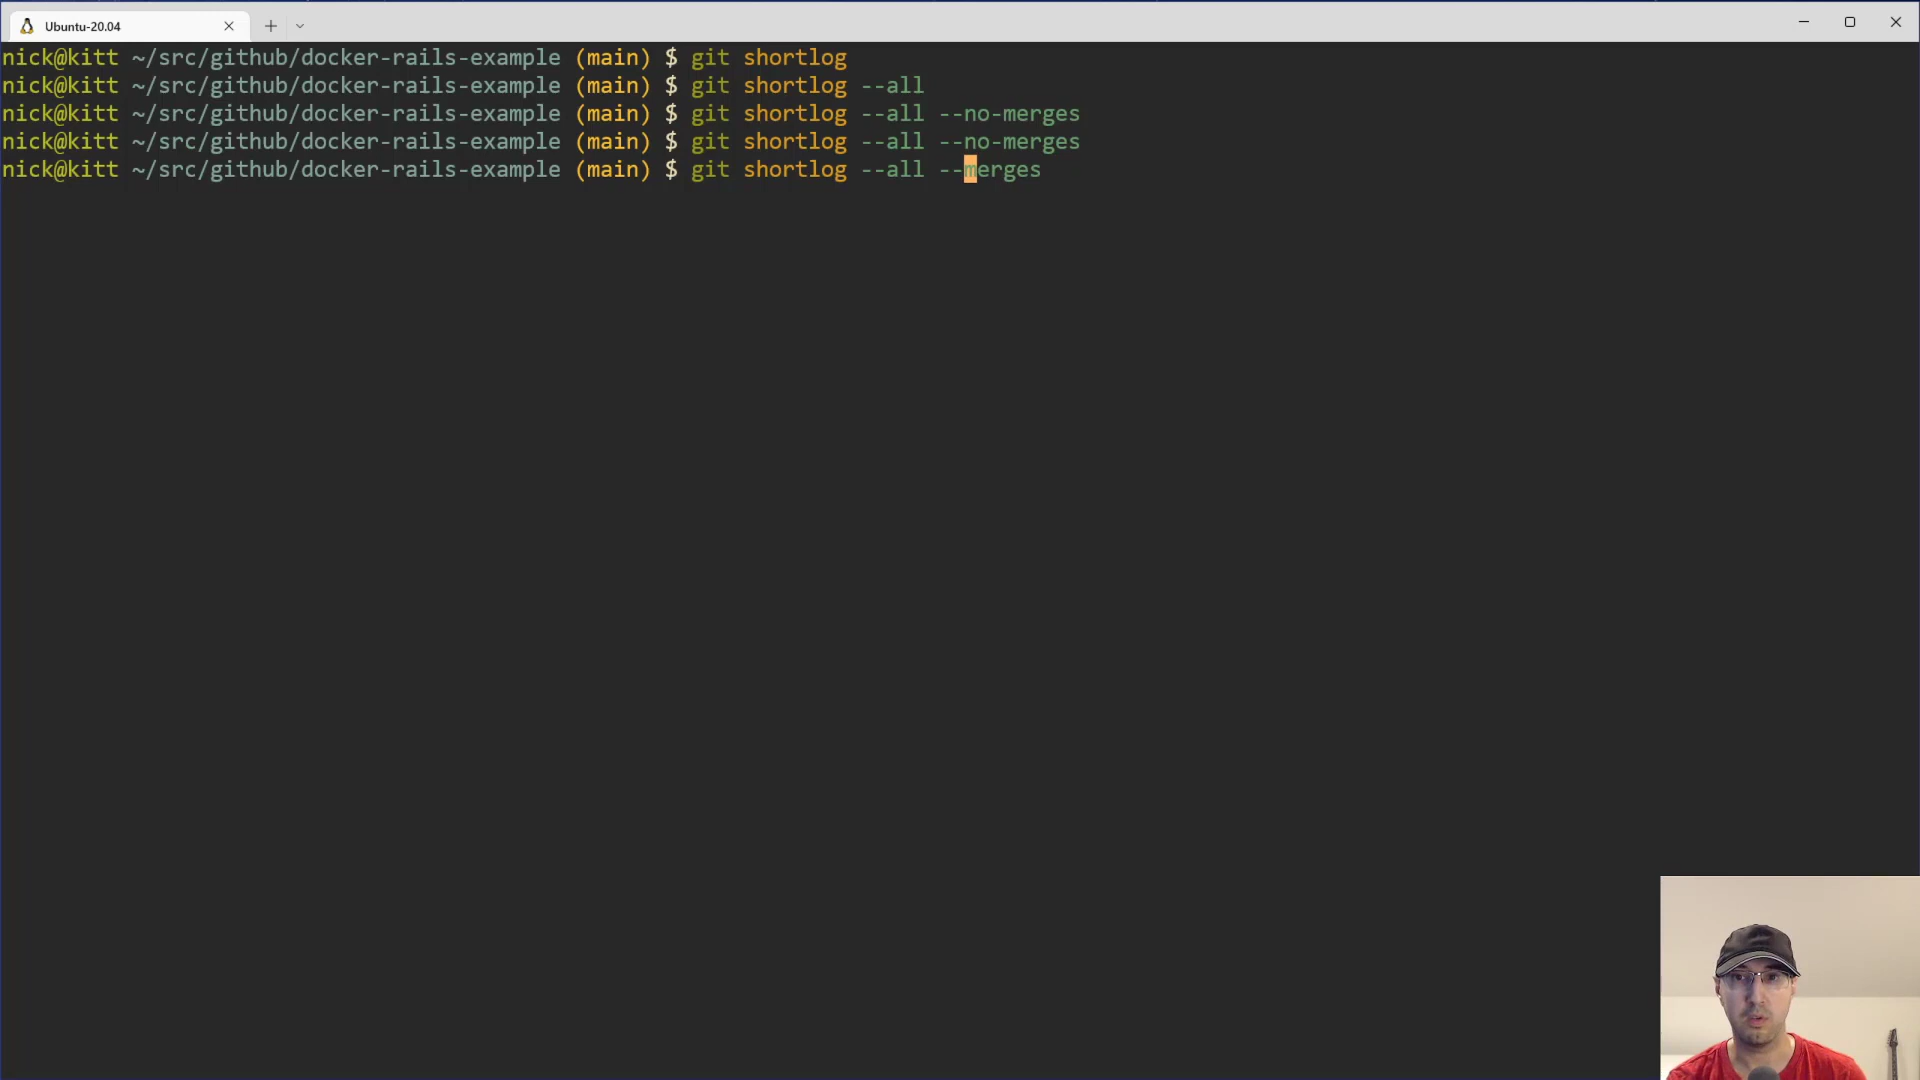 Ubuntu-20.04
nick@kitt ~/src/github/docker-rails-example (main) $ git shortlog
nick@kitt ~/src/github/docker-rails-example (main) $ git shortlog --all
nick@kitt ~/src/github/docker-rails-example (main) $ git shortlog --all --no-merges
nick@kitt ~/src/github/docker-rails-example (main) $ git shortlog --all --no-merges
nick@kitt ~/src/github/docker-rails-example (main) $ git shortlog --all --merges